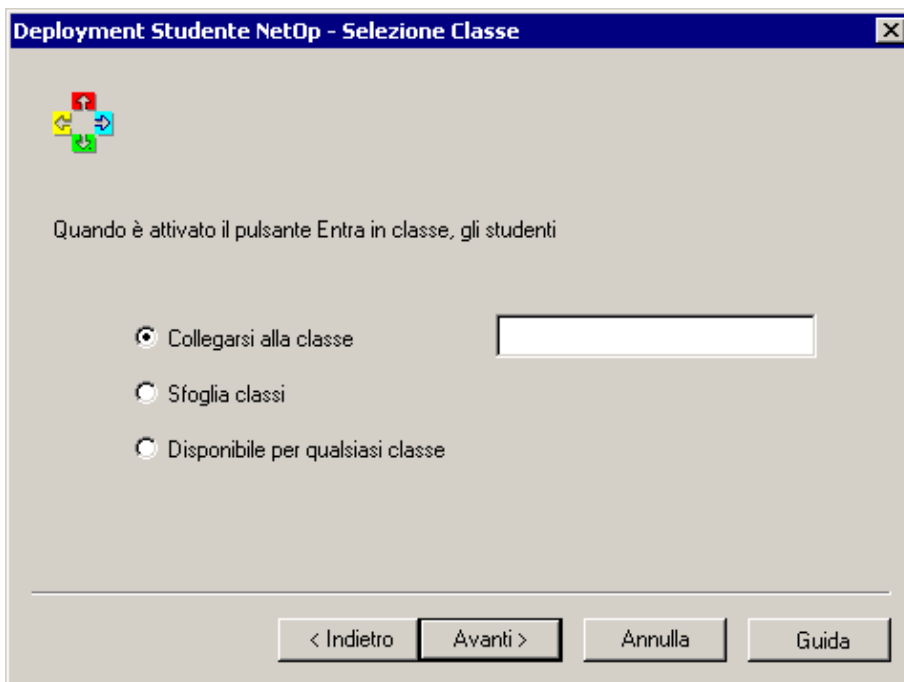 Deployment Studente NetOp - Selezione Classe
Quando è attivato il pulsante Entra in classe, gli studenti
Collegarsi alla classe
Sfoglia classi
Disponibile per qualsiasi classe
< Indietro Avanti > Annulla Guida